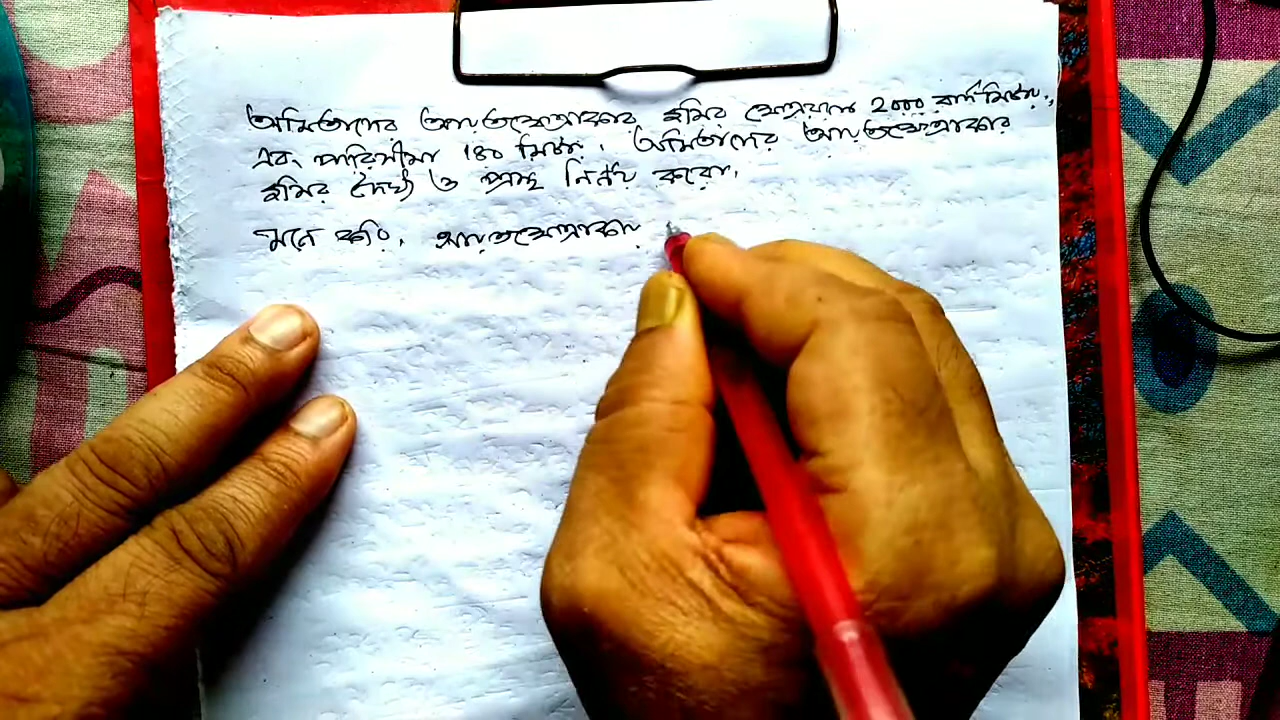 অমিতাদের আয়তক্ষেত্রাকার জমির ক্ষেত্রফল 2000 বর্গ মিটার
এবং পরিসীমা 180 মিটার। অমিতাদের আয়তক্ষেত্রাকার
জমির দৈর্ঘ্য ও প্রস্থ নির্ণয় করো।
মনে করি, আয়তক্ষেত্রাকার